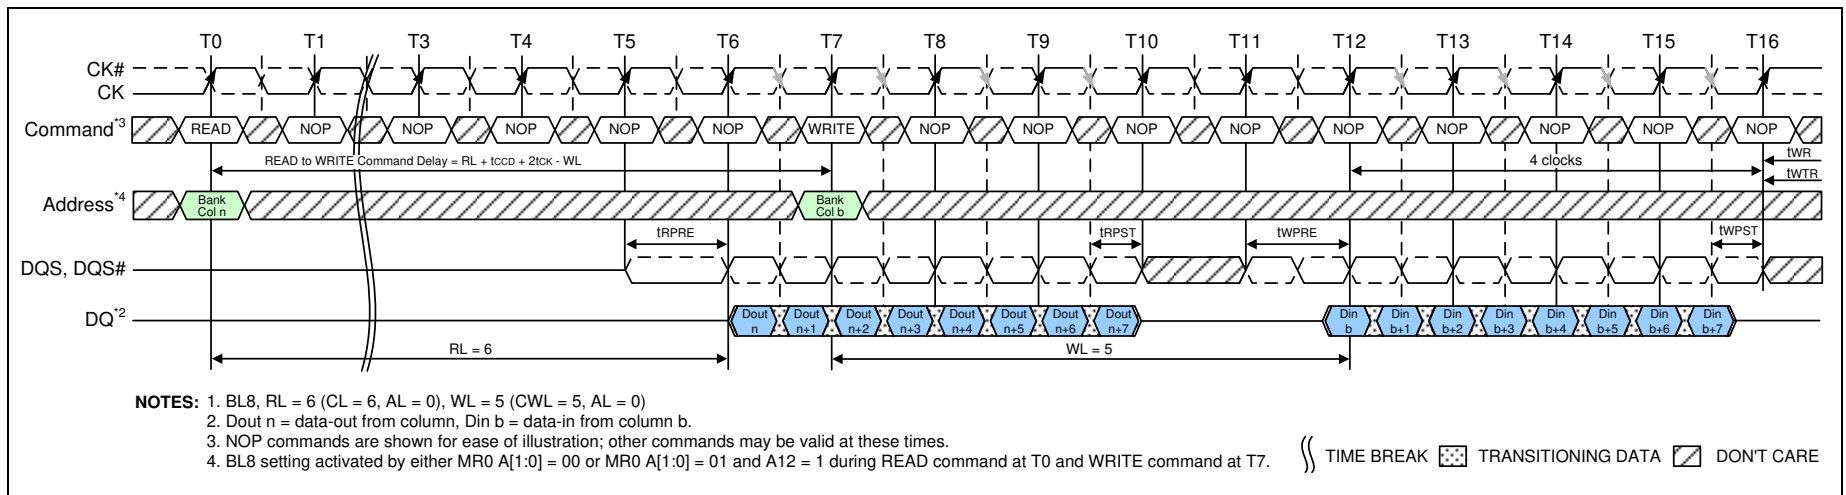 T0 T1 T3 T4 T5 T6 T7 T8 T9 T10 T11 T12 T13 T14 T15 T16
CK#
CK
Command*3 READ NOP NOP NOP NOP NOP WRITE NOP NOP NOP NOP NOP NOP NOP NOP NOP
READ to WRITE Command Delay = RL + tCCD + 2tCK - WL
4 clocks
tWR
tWTR
Address*4
Bank
Col n
Bank
Col b
tRPRE tRPST tWPRE tWPST
DQS, DQS#
DQ*2
Dout Dout Dout Dout Dout Dout Dout Dout Din Din Din Din Din Din Din Din
n n+1 n+2 n+3 n+4 n+5 n+6 n+7 b b+1 b+2 b+3 b+4 b+5 b+6 b+7
RL = 6 WL = 5
NOTES: 1. BL8, RL = 6 (CL = 6, AL = 0), WL = 5 (CWL = 5, AL = 0)
2. Dout n = data-out from column, Din b = data-in from column b.
3. NOP commands are shown for ease of illustration; other commands may be valid at these times.
4. BL8 setting activated by either MR0 A[1:0] = 00 or MR0 A[1:0] = 01 and A12 = 1 during READ command at T0 and WRITE command at T7.
TIME BREAK TRANSITIONING DATA DON'T CARE